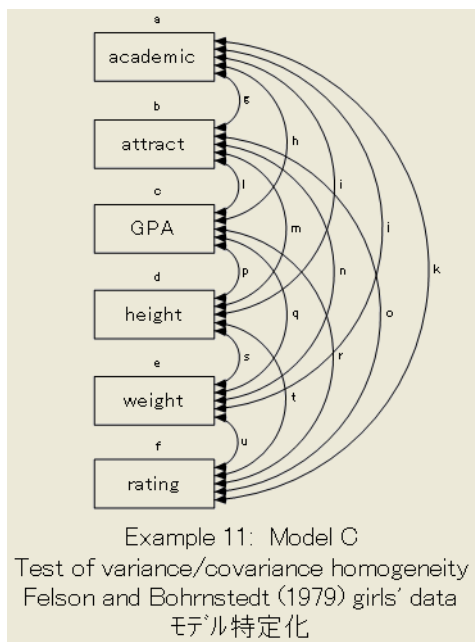 a
academic
g
b
attract
h
l
i
c
GPA
m
j
p
n
k
d
height
q
o
s
r
e
weight
t
u
f
rating
Example 11: Model C
Test of variance/covariance homogeneity
Felson and Bohrnstedt (1979) girls' data
モデル特定化